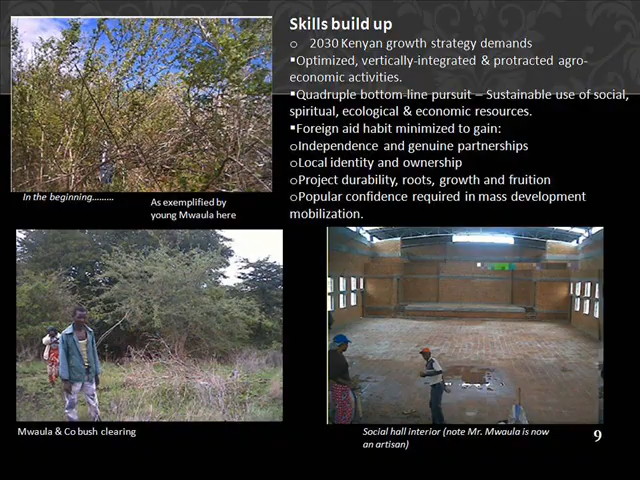 Skills build up
o 2030 Kenyan growth strategy demands
▪Optimized, vertically-integrated & protracted agro-
economic activities.
▪Quadruple bottom-line pursuit – Sustainable use of social,
spiritual, ecological & economic resources.
▪Foreign aid habit minimized to gain:
oIndependence and genuine partnerships
oLocal identity and ownership
oProject durability, roots, growth and fruition
oPopular confidence required in mass development
mobilization.
In the beginning.........
As exemplified by
young Mwaula here
Mwaula & Co bush clearing
Social hall interior (note Mr. Mwaula is now
an artisan)
9